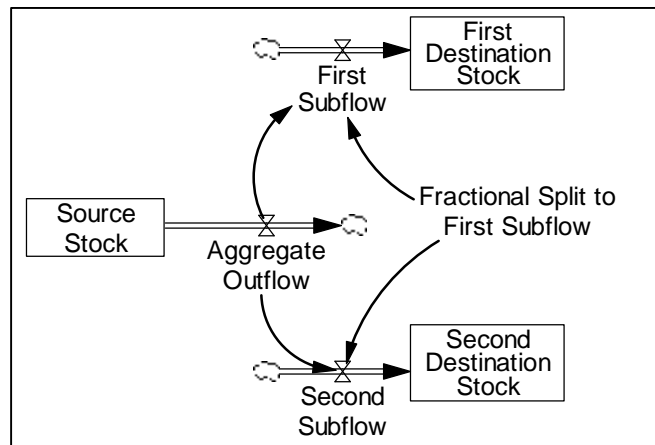 First
Destination
Stock
First
Subflow
Fractional Split to
First Subflow
Source
Stock
Aggregate
Outflow
Second
Destination
Stock
Second
Subflow